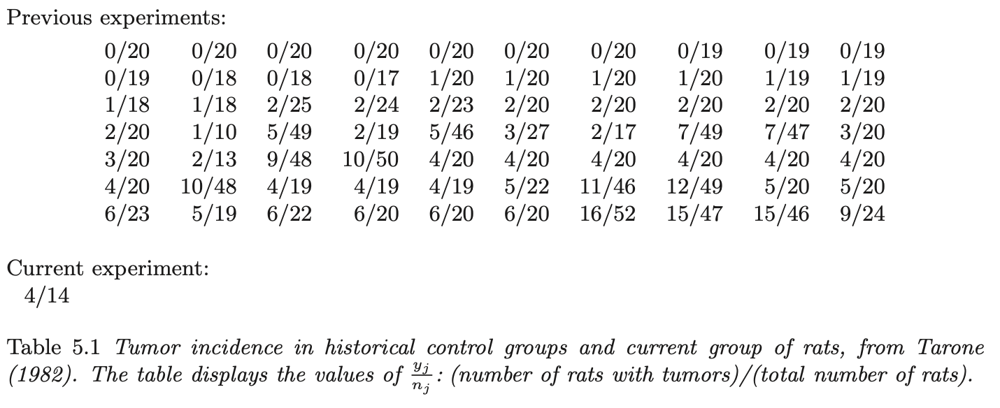 Previous experiments:
0/20 0/20 0/20 0/20 0/20 0/20 0/20 0/19 0/19 0/19
0/19 0/18 0/18 0/17 1/20 1/20 1/20 1/20 1/19 1/19
1/18 1/18 2/25 2/24 2/23 2/20 2/20 2/20 2/20 2/20
2/20 1/10 5/49 2/19 5/46 3/27 2/17 7/49 7/47 3/20
3/20 2/13 9/48 10/50 4/20 4/20 4/20 4/20 4/20 4/20
4/20 10/48 4/19 4/19 4/19 5/22 11/46 12/49 5/20 5/20
6/23 5/19 6/22 6/20 6/20 6/20 16/52 15/47 15/46 9/24
Current experiment:
4/14
Table 5.1 Tumor incidence in historical control groups and current group of rats, from Tarone
(1982). The table displays the values of y_j/n_j: (number of rats with tumors)/(total number of rats).